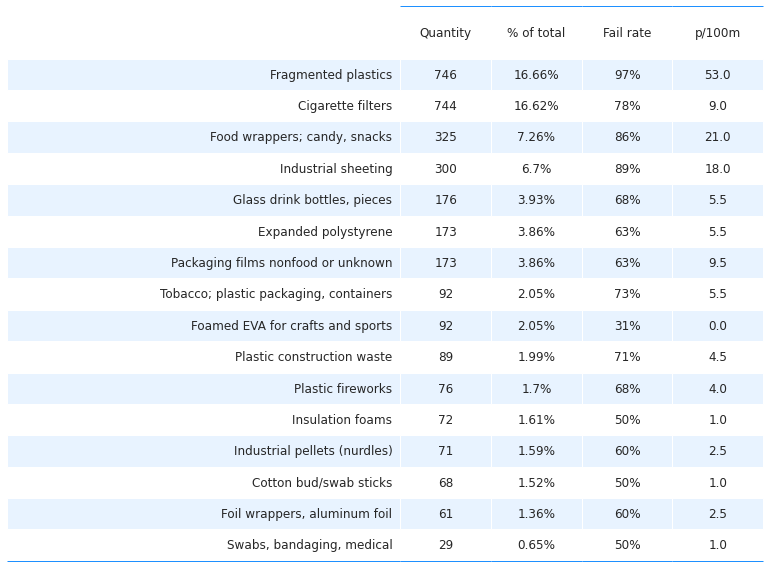 Quantity % of total Fail rate p/100m
Fragmented plastics 746 16.66% 97% 53.0
Cigarette filters 744 16.62% 78% 9.0
Food wrappers; candy, snacks 325 7.26% 86% 21.0
Industrial sheeting 300 6.7% 89% 18.0
Glass drink bottles, pieces 176 3.93% 68% 5.5
Expanded polystyrene 173 3.86% 63% 5.5
Packaging films nonfood or unknown 173 3.86% 63% 9.5
Tobacco; plastic packaging, containers 92 2.05% 73% 5.5
Foamed EVA for crafts and sports 92 2.05% 31% 0.0
Plastic construction waste 89 1.99% 71% 4.5
Plastic fireworks 76 1.7% 68% 4.0
Insulation foams 72 1.61% 50% 1.0
Industrial pellets (nurdles) 71 1.59% 60% 2.5
Cotton bud/swab sticks 68 1.52% 50% 1.0
Foil wrappers, aluminum foil 61 1.36% 60% 2.5
Swabs, bandaging, medical 29 0.65% 50% 1.0